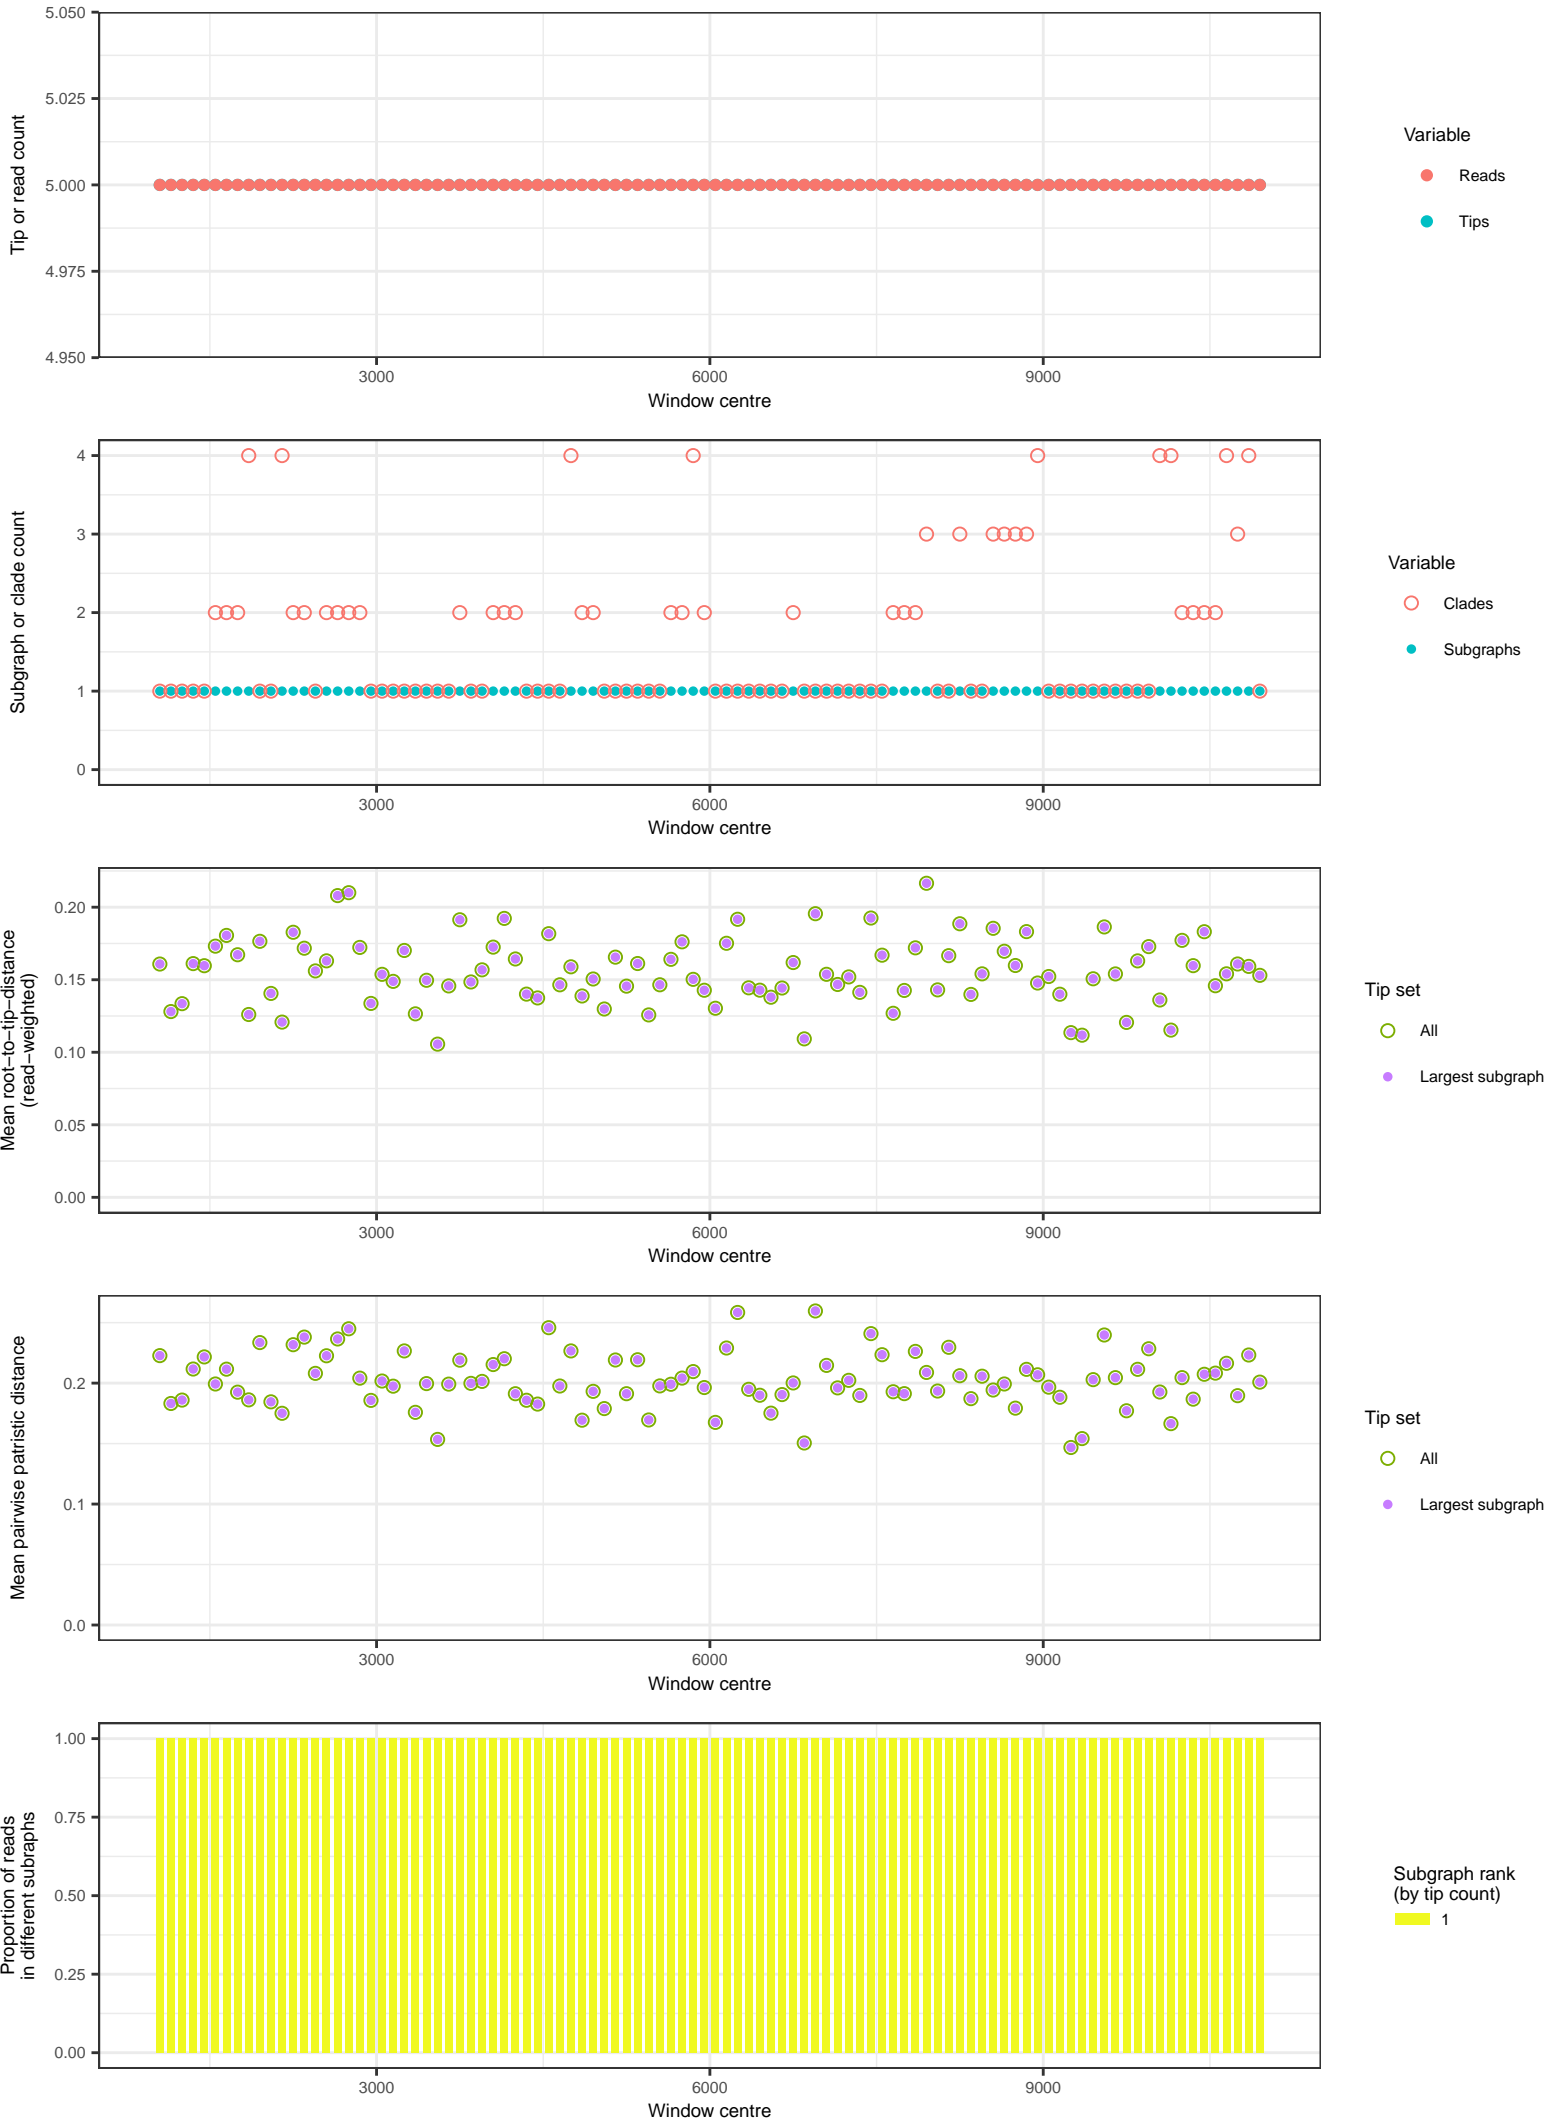 5.050
5.025
5.000
4.975
4.950
Tip or read count
3000
6000
9000
Window centre
Variable
Reads
Tips
4
3
2
1
0
Subgraph or clade count
3000
6000
9000
Window centre
Variable
Clades
Subgraphs
0.20
0.15
0.10
0.05
0.00
Mean root−to−tip−distance
(read−weighted)
3000
6000
9000
Window centre
Tip set
All
Largest subgraph
0.2
0.1
0.0
Mean pairwise patristic distance
3000
6000
9000
Window centre
Tip set
All
Largest subgraph
1.00
0.75
0.50
0.25
0.00
Proportion of reads
in different subraphs
3000
6000
9000
Window centre
Subgraph rank
(by tip count)
1